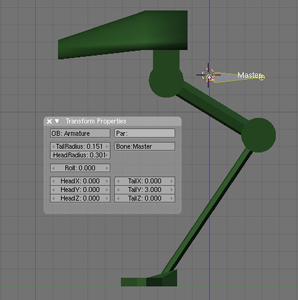 Master
Transform Properties
OB: Armature
Par:
TailRadius: 0.151
Bone:Master
HeadRadius: 0.301
Roll: 0.000
HeadX: 0.000
TailX: 0.000
HeadY: 0.000
TailY: 3.000
HeadZ: 0.000
TailZ: 0.000